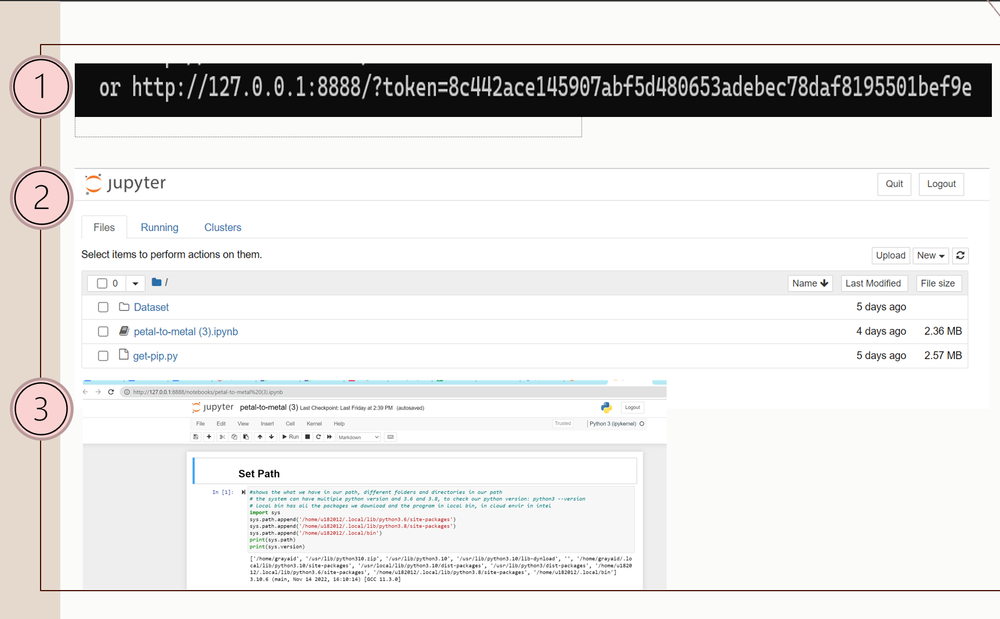 1
or http://127.0.0.1:8888/?token=8c442ace145907abf5d480653adebec78daf8195501bef9e
2
jupyter
Quit Logout
Files Running Clusters
Select items to perform actions on them.
Upload New
0 / Name Last Modified File size
Dataset 5 days ago
petal-to-metal (3).ipynb 4 days ago 2.36 MB
get-pip.py 5 days ago 2.57 MB
3
http://127.0.0.1:8888/notebooks/petal-to-metal%20(3).ipynb
jupyter petal-to-metal (3) Last Checkpoint: Last Friday at 2:39 PM (autosaved) Logout
File Edit View Insert Cell Kernel Help Trusted Python 3 (ipykernel)
Run Markdown
Set Path
In [1]: #shows the what we have in our path, different folders and directories in our path
# the system can have multiple python version and 3.6 and 3.8, to check our python version: python3 --version
# Local bin has all the packages we download and the program in Local bin, in cloud envir in intel
import sys
sys.path.append('/home/u182012/.local/lib/python3.6/site-packages')
sys.path.append('/home/u182012/.local/lib/python3.8/site-packages')
sys.path.append('/home/u182012/.local/bin')
print(sys.path)
print(sys.version)
['/home/grayaid', '/usr/lib/python310.zip', '/usr/lib/python3.10', '/usr/lib/python3.10/lib-dynload', '', '/home/grayaid/.lo
cal/lib/python3.10/site-packages', '/usr/local/lib/python3.10/dist-packages', '/usr/lib/python3/dist-packages', '/home/u1820
12/.local/lib/python3.6/site-packages', '/home/u182012/.local/lib/python3.8/site-packages', '/home/u182012/.local/bin']
3.10.6 (main, Nov 14 2022, 16:10:14) [GCC 11.3.0]